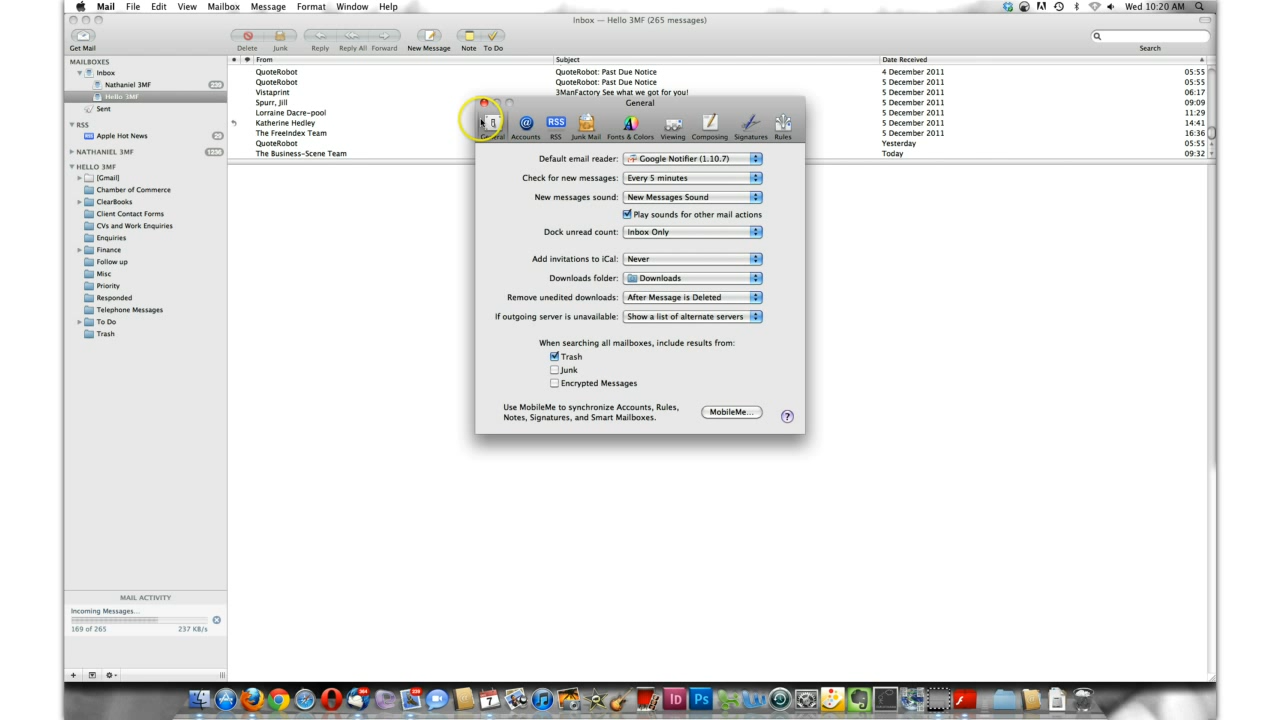 Mail File Edit View Mailbox Message Format Window Help Wed 10:20 AM
Inbox — Hello 3MF (265 messages)
Get Mail Delete Junk Reply Reply All Forward New Message Note To Do Search
MAILBOXES
Inbox
Nathaniel 3MF 233
Hello 3MF
Sent
RSS
Apple Hot News 23
NATHANIEL 3MF 1236
HELLO 3MF
[Gmail]
Chamber of Commerce
ClearBooks
Client Contact Forms
CVs and Work Enquiries
Enquiries
Finance
Follow up
Misc
Priority
Responded
Telephone Messages
To Do
Trash
MAIL ACTIVITY
Incoming Messages...
169 of 265 237 KB/s
From Subject Date Received
QuoteRobot QuoteRobot: Past Due Notice 4 December 2011 05:55
QuoteRobot QuoteRobot: Past Due Notice 5 December 2011 05:55
Vistaprint 3ManFactory See what we got for you! 5 December 2011 06:17
Spurr, Jill 5 December 2011 09:09
Lorraine Dacre-pool 5 December 2011 11:29
Katherine Hedley 5 December 2011 14:41
The FreeIndex Team 5 December 2011 16:36
QuoteRobot Yesterday 05:55
The Business-Scene Team Today 09:32
General
General Accounts RSS Junk Mail Fonts & Colors Viewing Composing Signatures Rules
RSS
Default email reader: Google Notifier (1.10.7)
Check for new messages: Every 5 minutes
New messages sound: New Messages Sound
Play sounds for other mail actions
Dock unread count: Inbox Only
Add invitations to iCal: Never
Downloads folder: Downloads
Remove unedited downloads: After Message is Deleted
If outgoing server is unavailable: Show a list of alternate servers
When searching all mailboxes, include results from:
Trash
Junk
Encrypted Messages
Use MobileMe to synchronize Accounts, Rules,
Notes, Signatures, and Smart Mailboxes.
MobileMe... ?
7 Id Ps